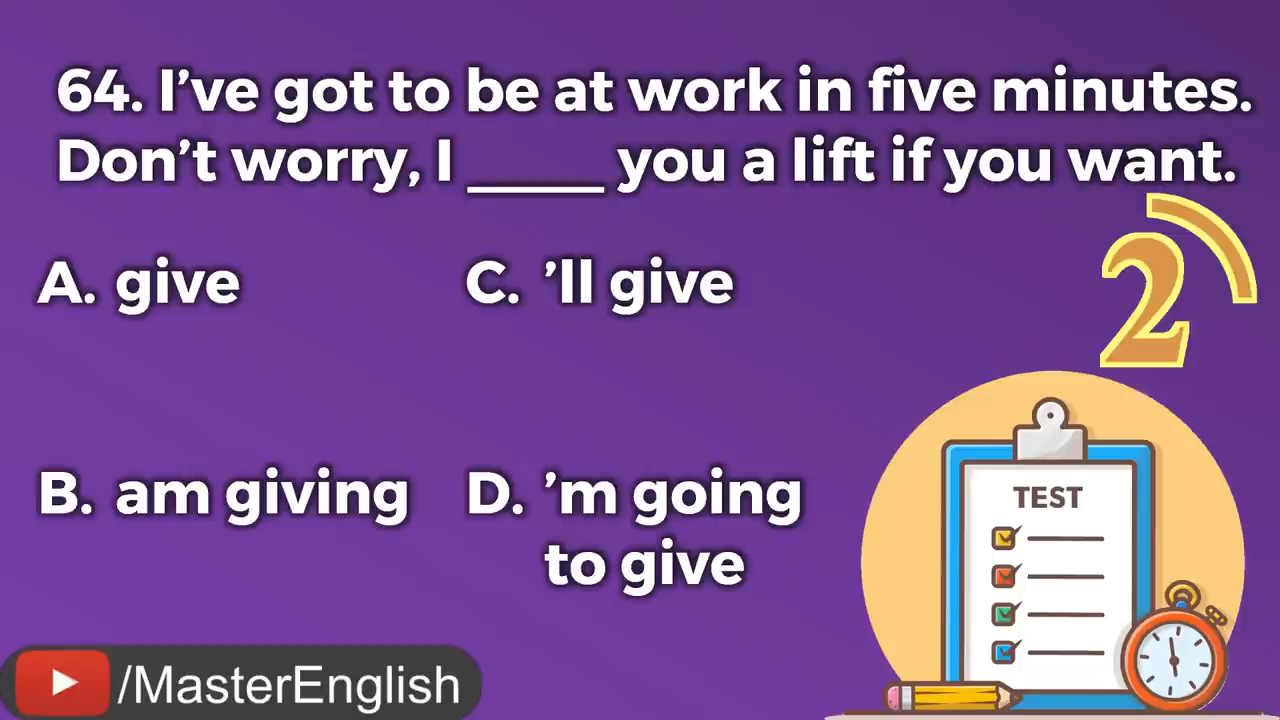 64. I’ve got to be at work in five minutes.
Don’t worry, I _____ you a lift if you want.
2
A. give
C. ’ll give
B. am giving
D. ’m going
to give
TEST
/MasterEnglish